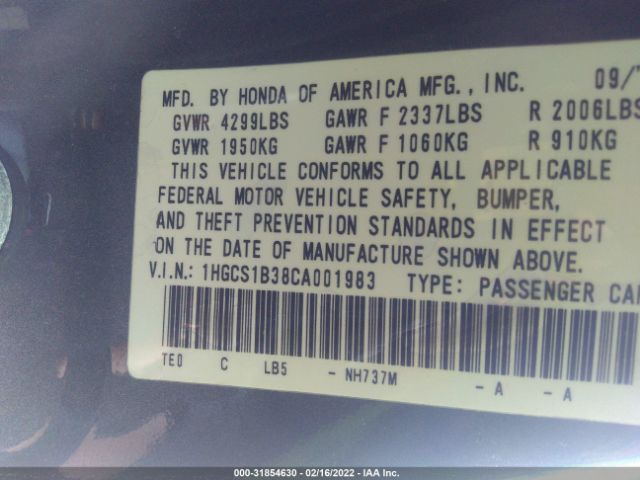 MFD. BY HONDA OF AMERICA MFG., INC. 09/
GVWR 4299LBS GAWR F 2337LBS R 2006LBS
GVWR 1950KG GAWR F 1060KG R 910KG
THIS VEHICLE CONFORMS TO ALL APPLICABLE
FEDERAL MOTOR VEHICLE SAFETY, BUMPER,
AND THEFT PREVENTION STANDARDS IN EFFECT
ON THE DATE OF MANUFACTURE SHOWN ABOVE.
V.I.N.: 1HGCS1B38CA001983 TYPE: PASSENGER CAR
TE0 C LB5 - NH737M - A - A
000-31854630 - 02/16/2022 - IAA Inc.